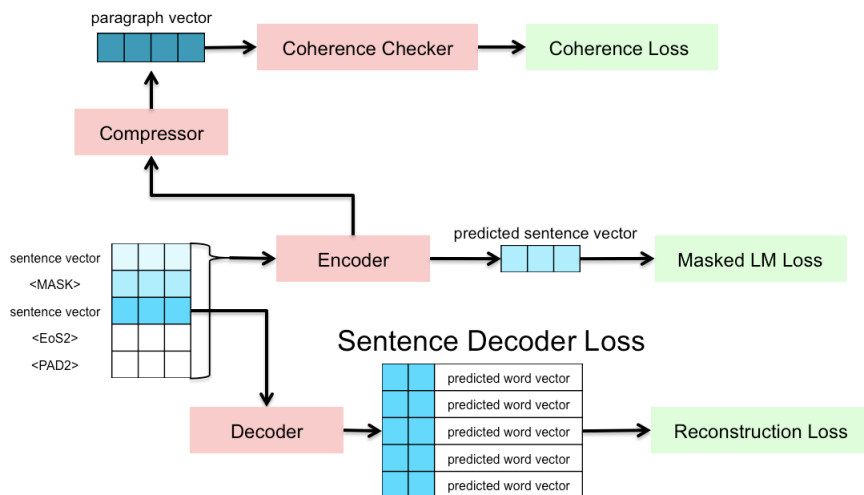 paragraph vector
Coherence Checker
Coherence Loss
Compressor
sentence vector
<MASK>
sentence vector
<EoS2>
<PAD2>
Encoder
predicted sentence vector
Masked LM Loss
Sentence Decoder Loss
Decoder
predicted word vector
predicted word vector
predicted word vector
predicted word vector
predicted word vector
Reconstruction Loss